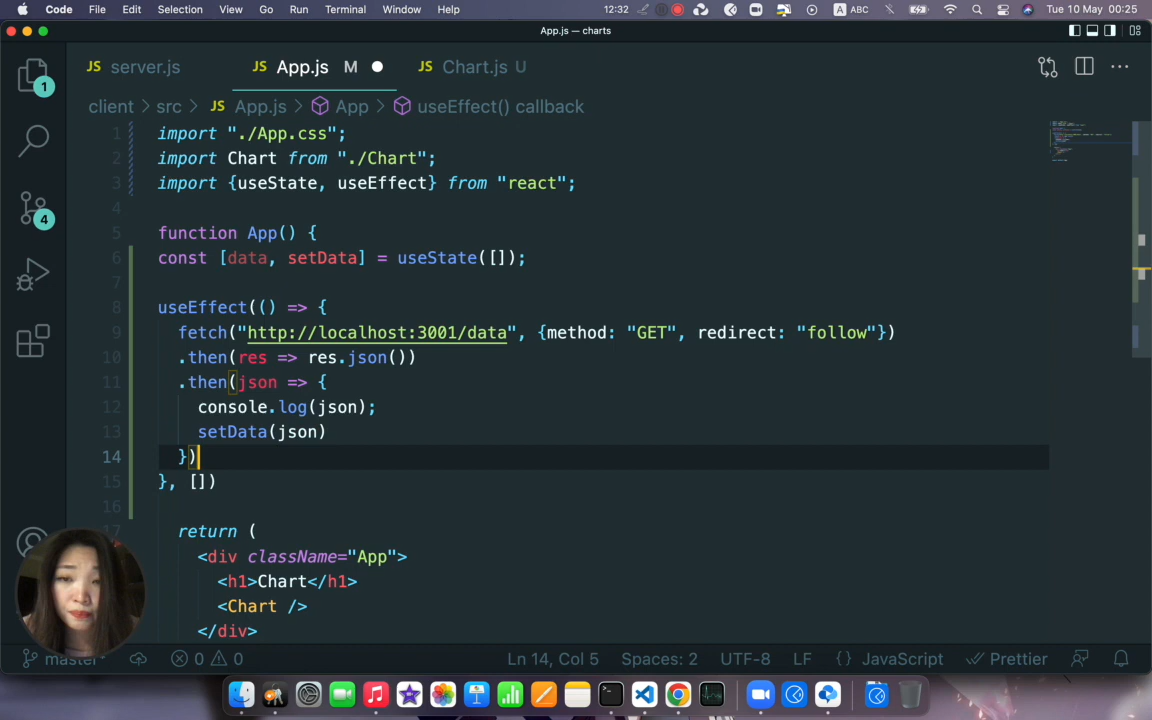 Code File Edit Selection View Go Run Terminal Window Help 12:32 A ABC Tue 10 May 00:25
App.js — charts
JS server.js JS App.js M JS Chart.js U
client > src > JS App.js > App > useEffect() callback
1 import "./App.css";
2 import Chart from "./Chart";
3 import {useState, useEffect} from "react";
4
5 function App() {
6 const [data, setData] = useState([]);
7
8 useEffect(() => {
9 fetch("http://localhost:3001/data", {method: "GET", redirect: "follow"})
10 .then(res => res.json())
11 .then(json => {
12 console.log(json);
13 setData(json)
14 })
15 }, [])
16
17 return (
<div className="App">
<h1>Chart</h1>
<Chart />
</div>
1
4
master* 0 0 Ln 14, Col 5 Spaces: 2 UTF-8 LF {} JavaScript Prettier